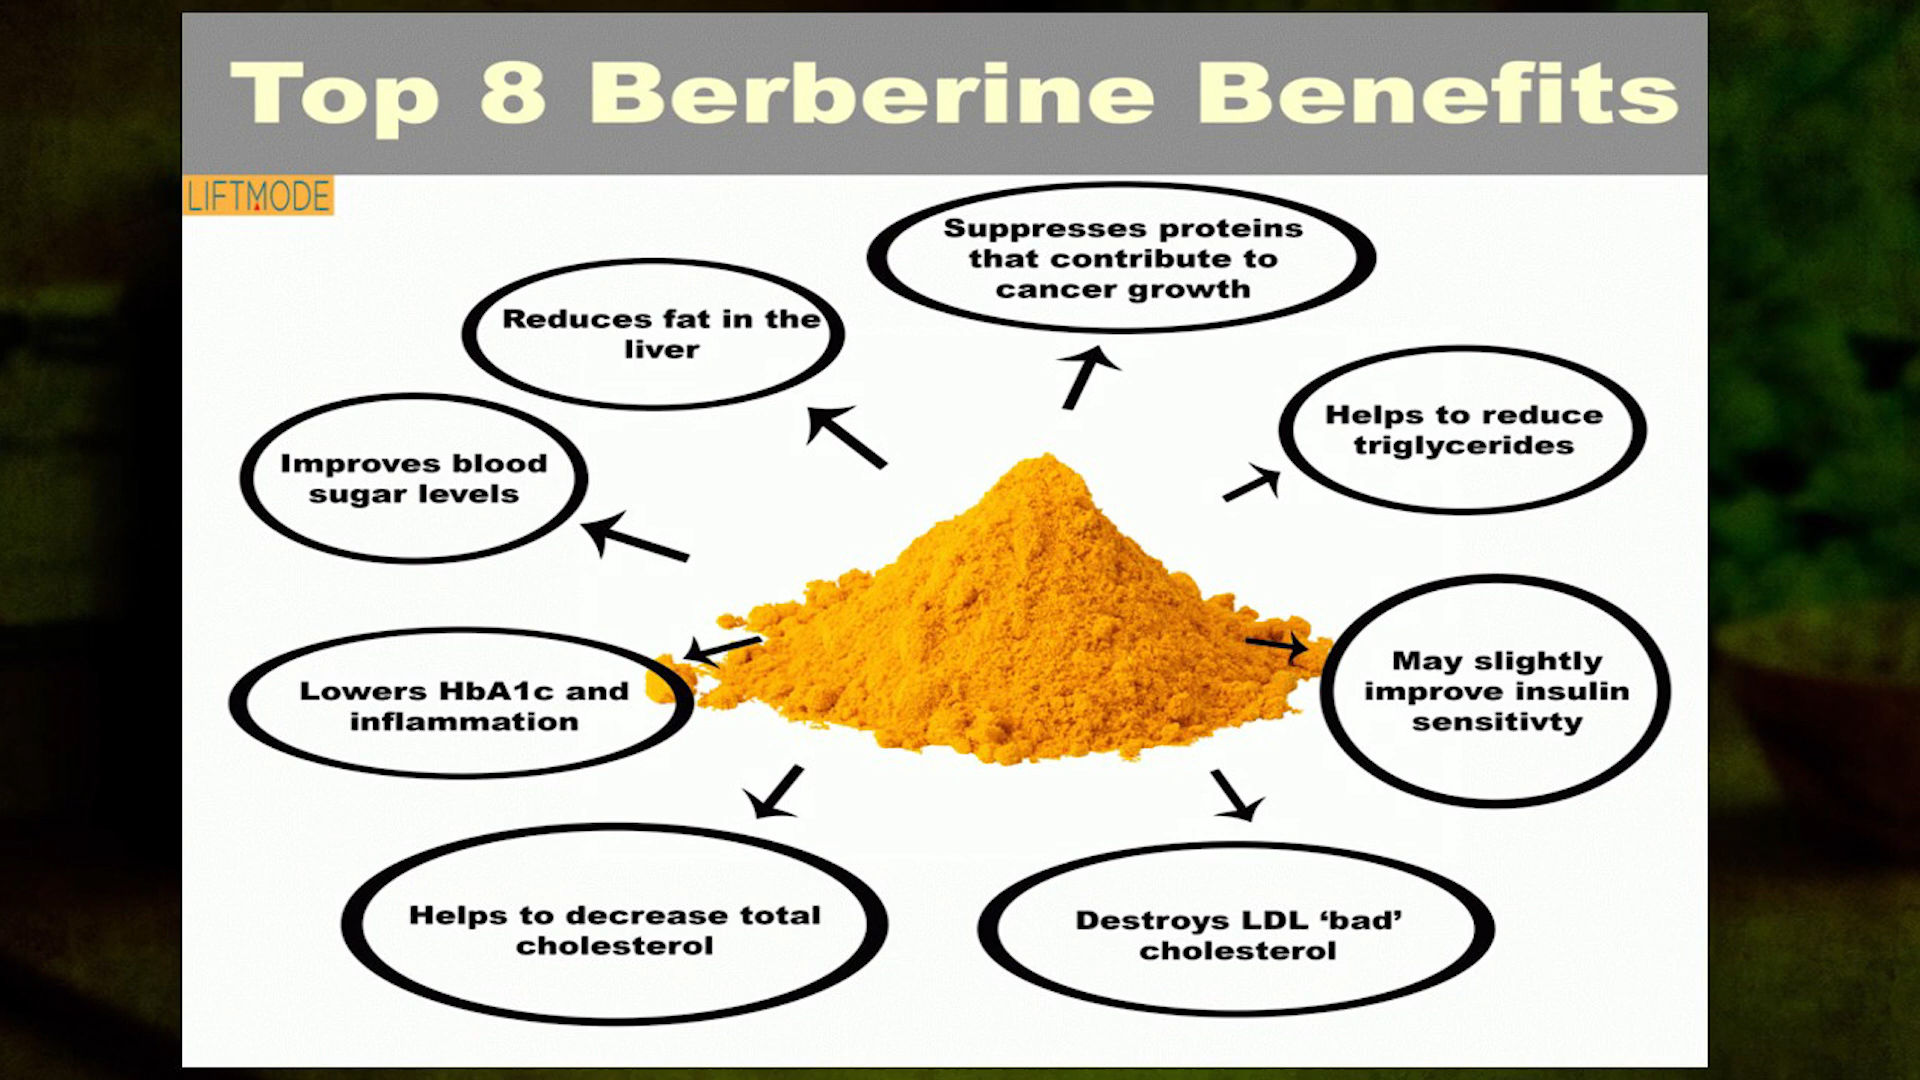 Top 8 Berberine Benefits
LIFTMODE
Suppresses proteins
that contribute to
cancer growth
Reduces fat in the
liver
Helps to reduce
triglycerides
Improves blood
sugar levels
May slightly
improve insulin
sensitivty
Lowers HbA1c and
inflammation
Helps to decrease total
cholesterol
Destroys LDL ‘bad’
cholesterol